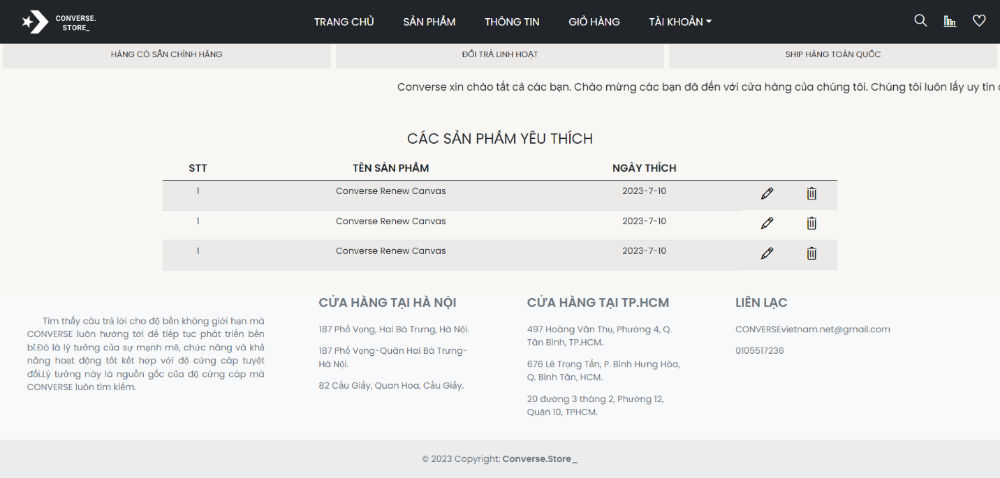 CONVERSE.
STORE_
TRANG CHỦ SẢN PHẨM THÔNG TIN GIỎ HÀNG TÀI KHOẢN
HÀNG CÓ SẴN CHÍNH HÃNG ĐỔI TRẢ LINH HOẠT SHIP HÀNG TOÀN QUỐC
Converse xin chào tất cả các bạn. Chào mừng các bạn đã đến với cửa hàng của chúng tôi. Chúng tôi luôn lấy uy tín
CÁC SẢN PHẨM YÊU THÍCH
STT TÊN SẢN PHẨM NGÀY THÍCH
1 Converse Renew Canvas 2023-7-10
1 Converse Renew Canvas 2023-7-10
1 Converse Renew Canvas 2023-7-10
Tìm thấy câu trả lời cho độ bền không giới hạn mà
CONVERSE luôn hướng tới để tiếp tục phát triển bền
bỉ.Đó là lý tưởng của sự mạnh mẽ, chức năng và khả
năng hoạt động tốt kết hợp với độ cứng cáp tuyệt
đối.Lý tưởng này là nguồn gốc của độ cứng cáp mà
CONVERSE luôn tìm kiếm.
CỬA HÀNG TẠI HÀ NỘI
187 Phố Vọng, Hai Bà Trưng, Hà Nội.
187 Phố Vọng-Quân Hai Bà Trưng-
Hà Nội.
82 Cầu Giấy, Quan Hoa, Cầu Giấy.
CỬA HÀNG TẠI TP.HCM
497 Hoàng Văn Thụ, Phường 4, Q.
Tân Bình, TP.HCM.
676 Lê Trọng Tấn, P. Bình Hưng Hòa,
Q. Bình Tân, HCM.
20 đường 3 tháng 2, Phường 12,
Quận 10, TPHCM.
LIÊN LẠC
CONVERSEvietnam.net@gmail.com
0105517236
© 2023 Copyright: Converse.Store_